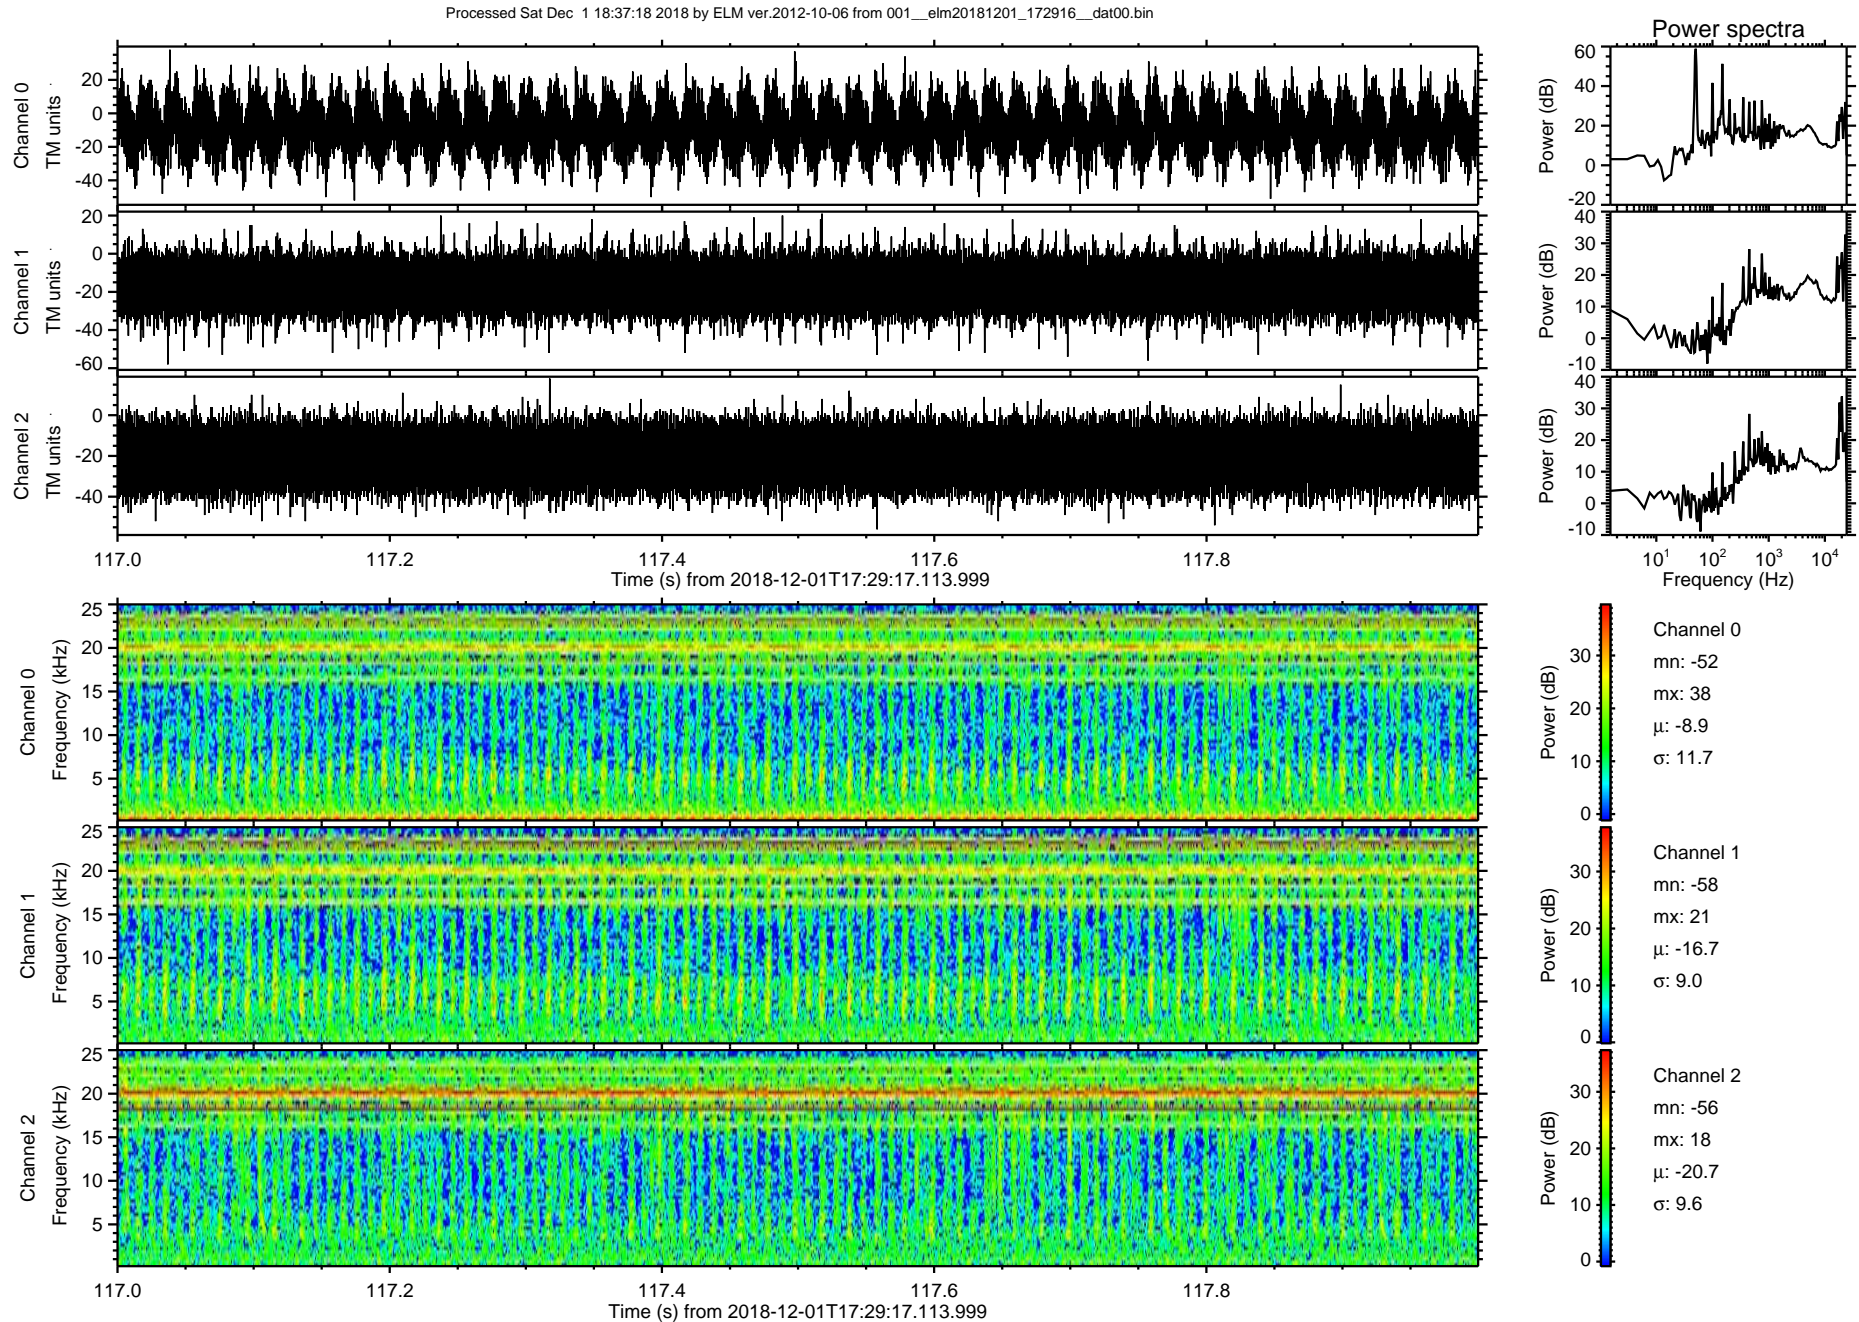 Processed Sat Dec  1 18:37:18 2018 by ELM ver.2012-10-06 from 001__elm20181201_172916__dat00.bin
Power spectra
Channel 0
TM units
20
0
-20
-40
Power (dB)
60
40
20
0
-20
Channel 1
TM units
20
0
-20
-40
-60
Power (dB)
40
30
20
10
0
-10
Channel 2
TM units
0
-20
-40
Power (dB)
40
30
20
10
0
-10
117.0 117.2 117.4 117.6 117.8
Time (s) from 2018-12-01T17:29:17.113.999
10^1 10^2 10^3 10^4
Frequency (Hz)
Channel 0
Frequency (kHz)
25
20
15
10
5
Power (dB)
30
20
10
0
Channel 0
mn: -52
mx: 38
μ: -8.9
σ: 11.7
Channel 1
Frequency (kHz)
25
20
15
10
5
Power (dB)
30
20
10
0
Channel 1
mn: -58
mx: 21
μ: -16.7
σ: 9.0
Channel 2
Frequency (kHz)
25
20
15
10
5
Power (dB)
30
20
10
0
Channel 2
mn: -56
mx: 18
μ: -20.7
σ: 9.6
117.0 117.2 117.4 117.6 117.8
Time (s) from 2018-12-01T17:29:17.113.999